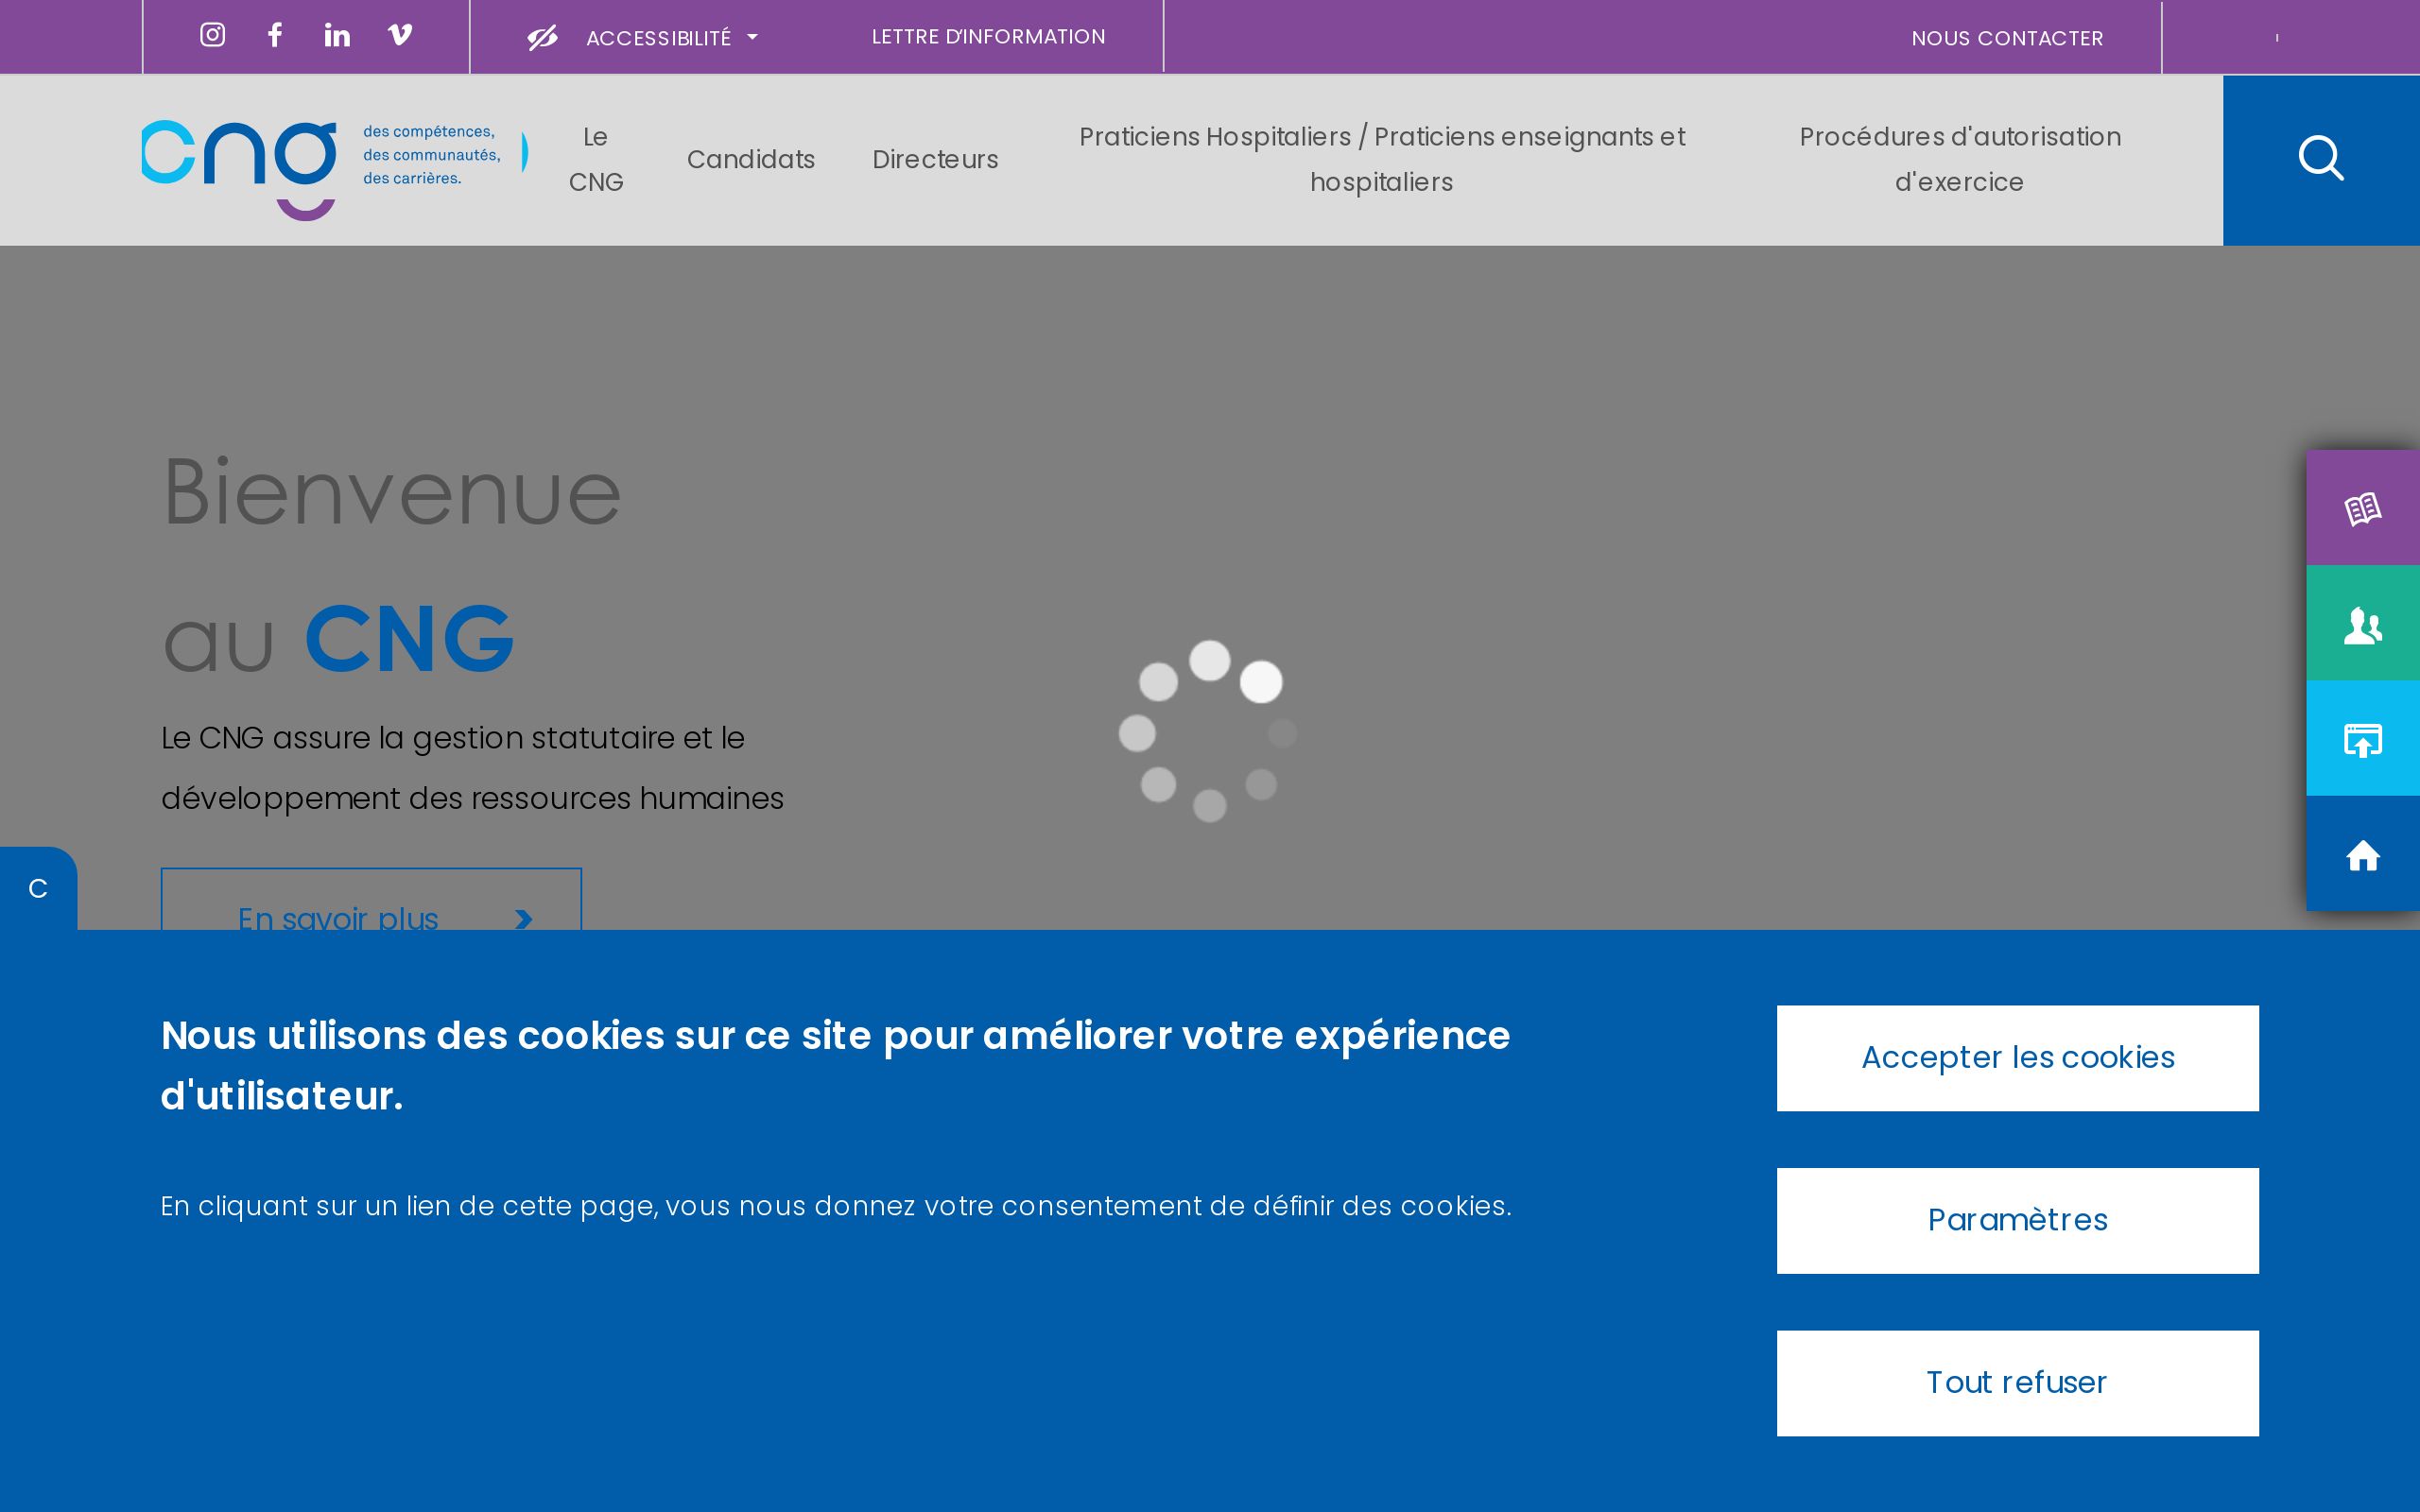 ACCESSIBILITÉ
LETTRE D'INFORMATION
NOUS CONTACTER
cng
des compétences,
des communautés,
des carrières.
Le
CNG
Candidats
Directeurs
Praticiens Hospitaliers / Praticiens enseignants et
hospitaliers
Procédures d'autorisation
d'exercice
Bienvenue
au CNG
Le CNG assure la gestion statutaire et le
développement des ressources humaines
C
En savoir plus
Nous utilisons des cookies sur ce site pour améliorer votre expérience
d'utilisateur.
En cliquant sur un lien de cette page, vous nous donnez votre consentement de définir des cookies.
Accepter les cookies
Paramètres
Tout refuser